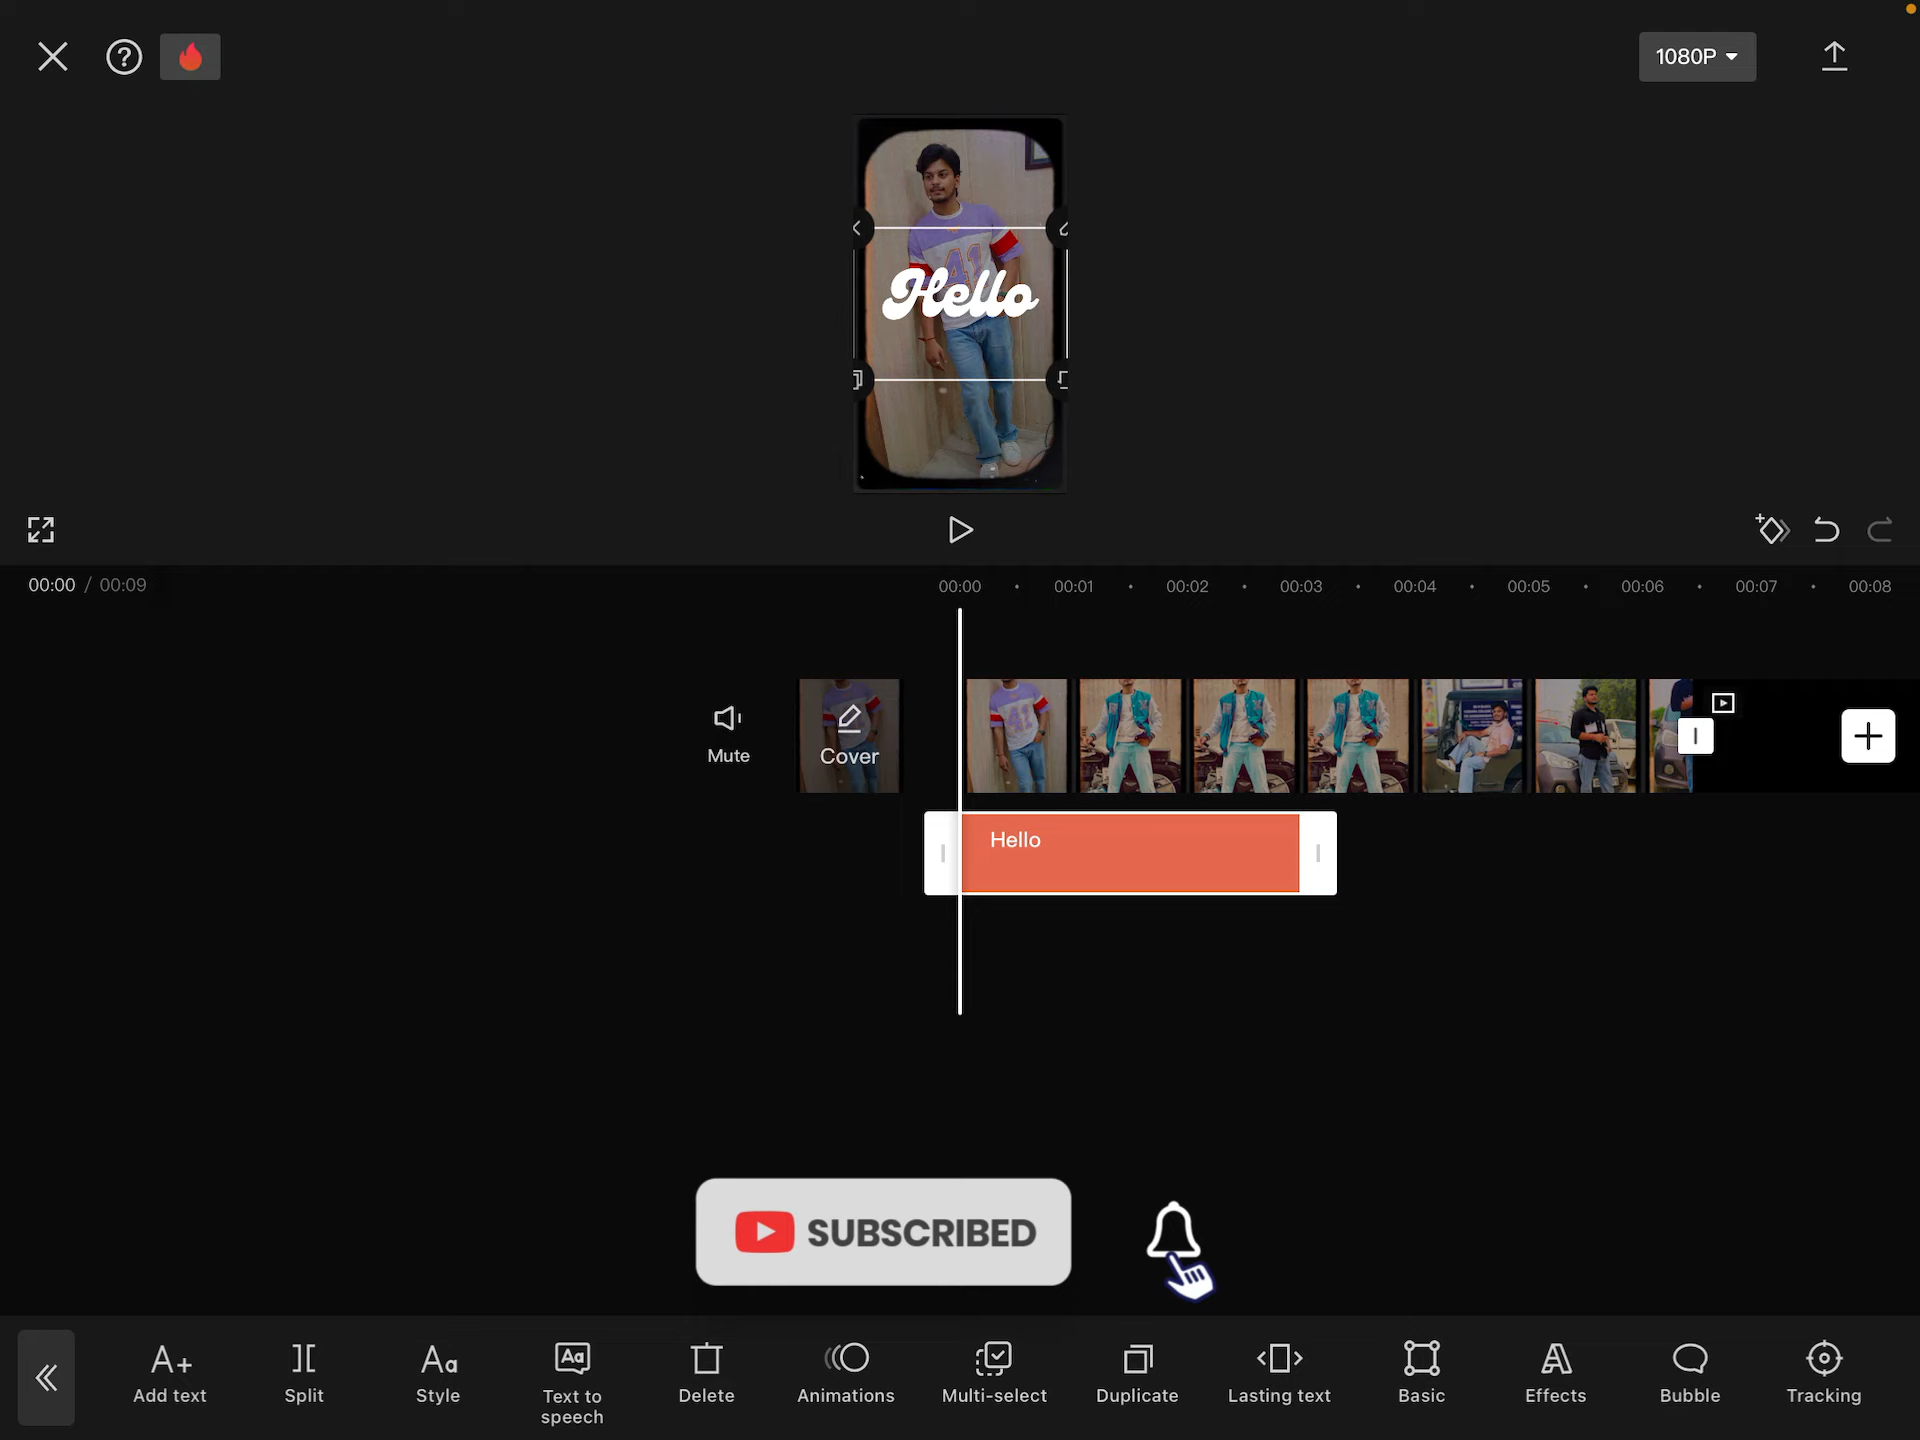 ?
1080P
41
Hello
00:00 / 00:09
00:00 00:01 00:02 00:03 00:04 00:05 00:06 00:07 00:08
Mute
Cover
Hello
SUBSCRIBED
Add text
Split
Style
Text to
speech
Delete
Animations
Multi-select
Duplicate
Lasting text
Basic
Effects
Bubble
Tracking